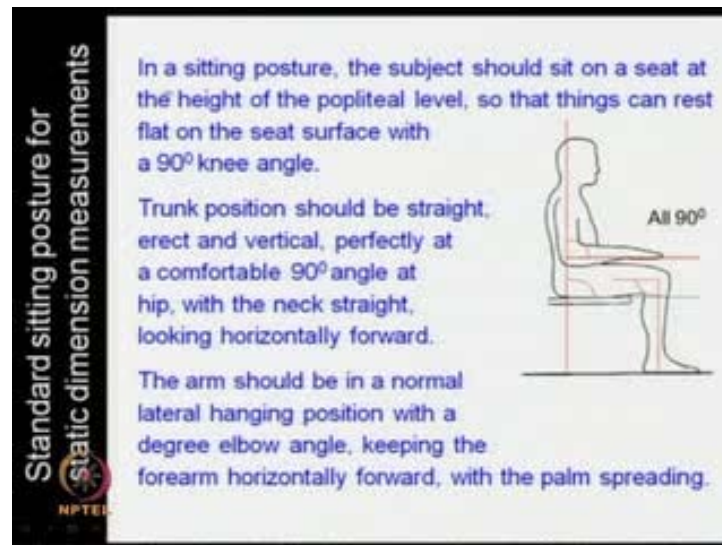 Standard sitting posture for
static dimension measurements
In a sitting posture, the subject should sit on a seat at
the height of the popliteal level, so that things can rest
flat on the seat surface with
a 90⁰ knee angle.
Trunk position should be straight,
erect and vertical, perfectly at
a comfortable 90⁰ angle at
hip, with the neck straight,
looking horizontally forward.
The arm should be in a normal
lateral hanging position with a
degree elbow angle, keeping the
forearm horizontally forward, with the palm spreading.
All 90⁰
NPTEL